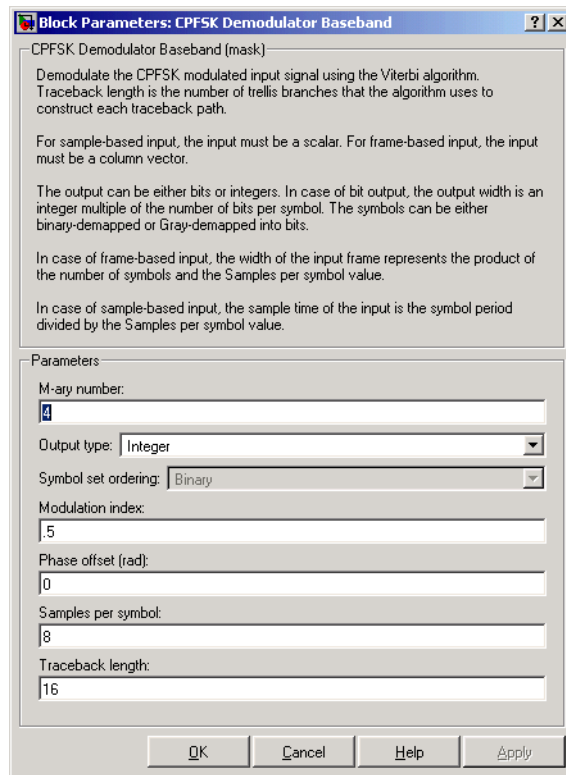 Block Parameters: CPFSK Demodulator Baseband
CPFSK Demodulator Baseband (mask)
Demodulate the CPFSK modulated input signal using the Viterbi algorithm.
Traceback length is the number of trellis branches that the algorithm uses to
construct each traceback path.
For sample-based input, the input must be a scalar. For frame-based input, the input
must be a column vector.
The output can be either bits or integers. In case of bit output, the output width is an
integer multiple of the number of bits per symbol. The symbols can be either
binary-demapped or Gray-demapped into bits.
In case of frame-based input, the width of the input frame represents the product of
the number of symbols and the Samples per symbol value.
In case of sample-based input, the sample time of the input is the symbol period
divided by the Samples per symbol value.
Parameters
M-ary number:
4
Output type: Integer
Symbol set ordering: Binary
Modulation index:
.5
Phase offset (rad):
0
Samples per symbol:
8
Traceback length:
16
OK Cancel Help Apply